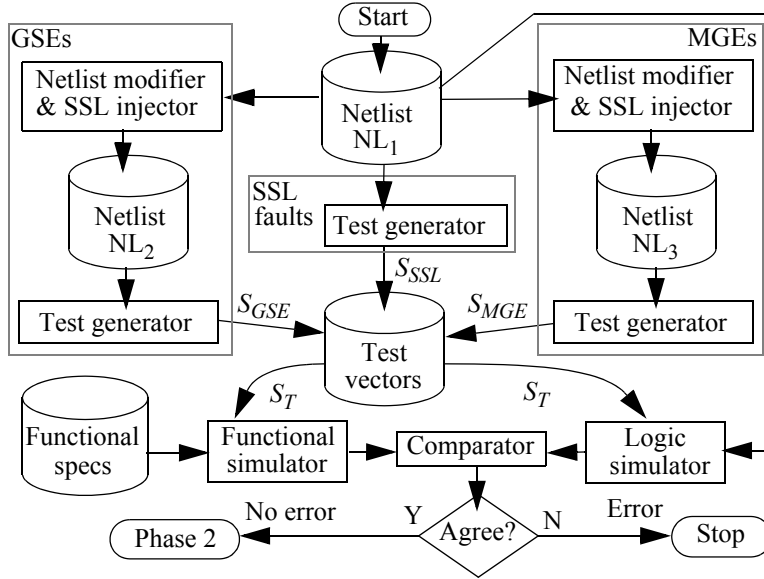 Start
GSEs
MGEs
Netlist modifier
& SSL injector
Netlist
NL1
Netlist modifier
& SSL injector
SSL
faults
Netlist
NL2
Test generator
Netlist
NL3
SSSL
Test generator
SGSE
SMGE
Test generator
Test
vectors
ST
ST
Functional
specs
Functional
simulator
Comparator
Logic
simulator
No error
Y
Agree?
N
Error
Phase 2
Stop